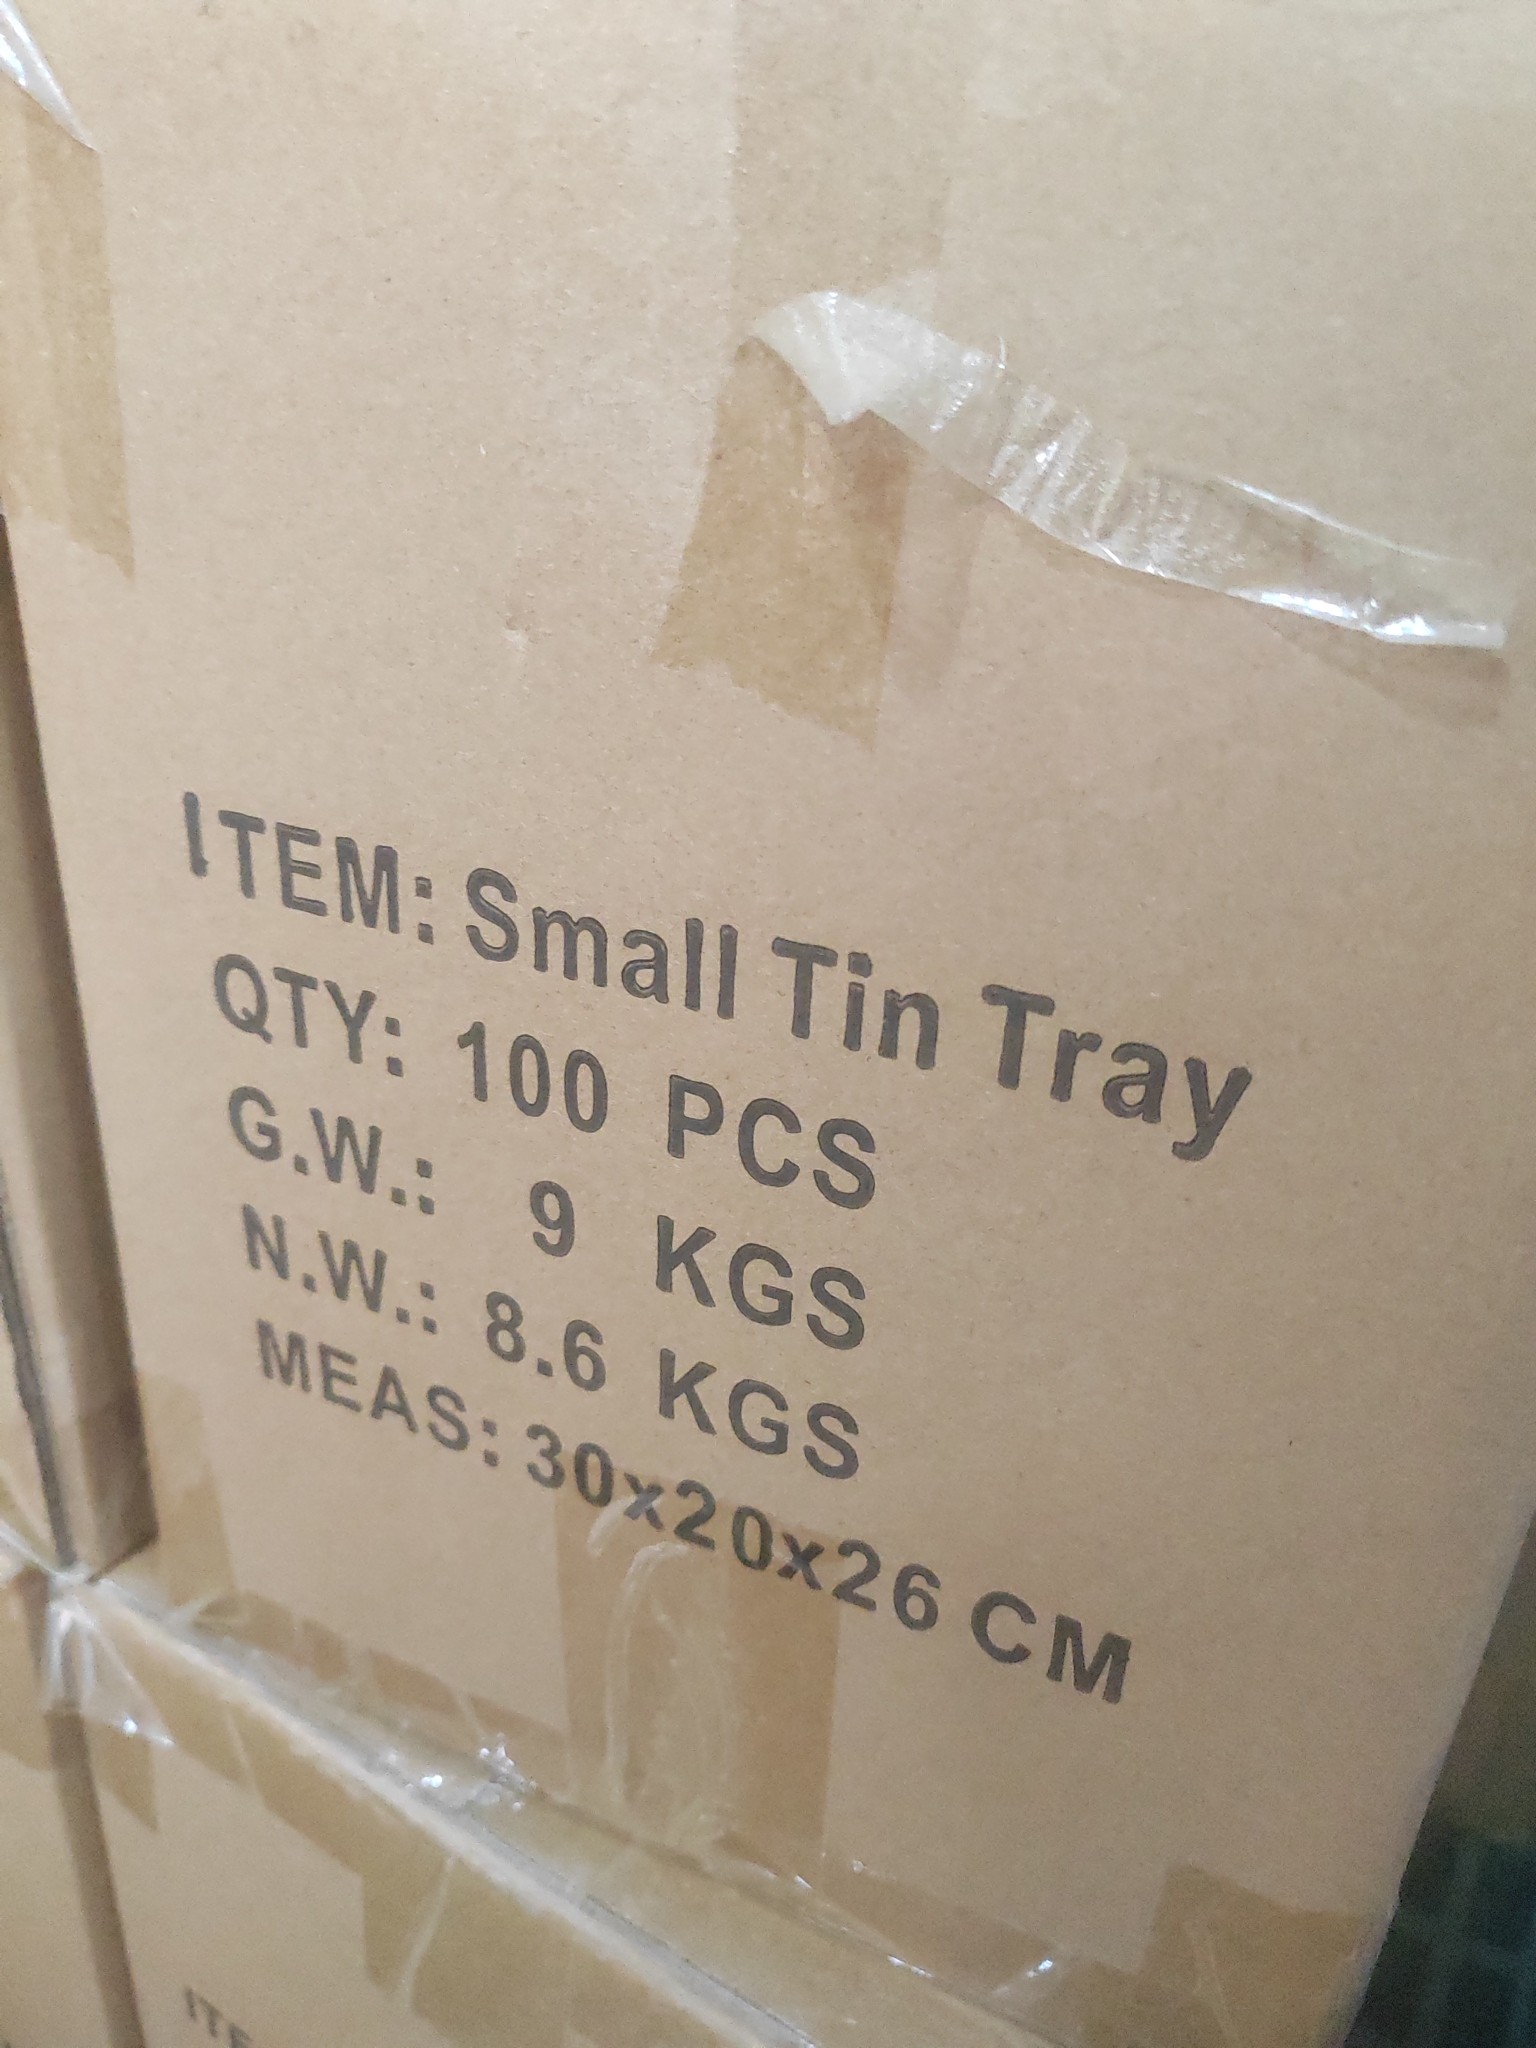 ITEM: Small Tin Tray
QTY: 100 PCS
G.W.: 9 KGS
N.W.: 8.6 KGS
MEAS: 30x20x26 CM